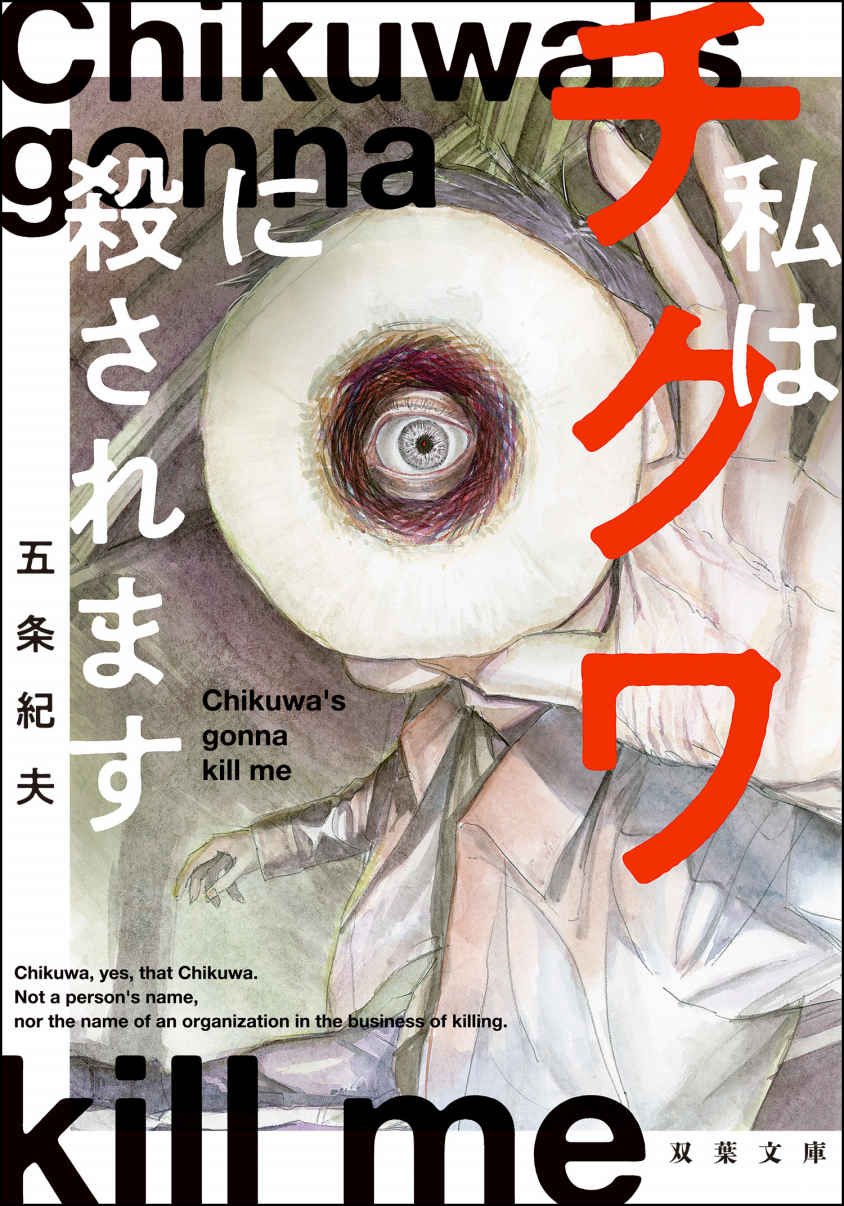 Chikuwa's
gonna
私は
チクワ
に
殺されます
五条紀夫
Chikuwa's
gonna
kill me
Chikuwa, yes, that Chikuwa.
Not a person's name,
nor the name of an organization in the business of killing.
kill me
双葉文庫